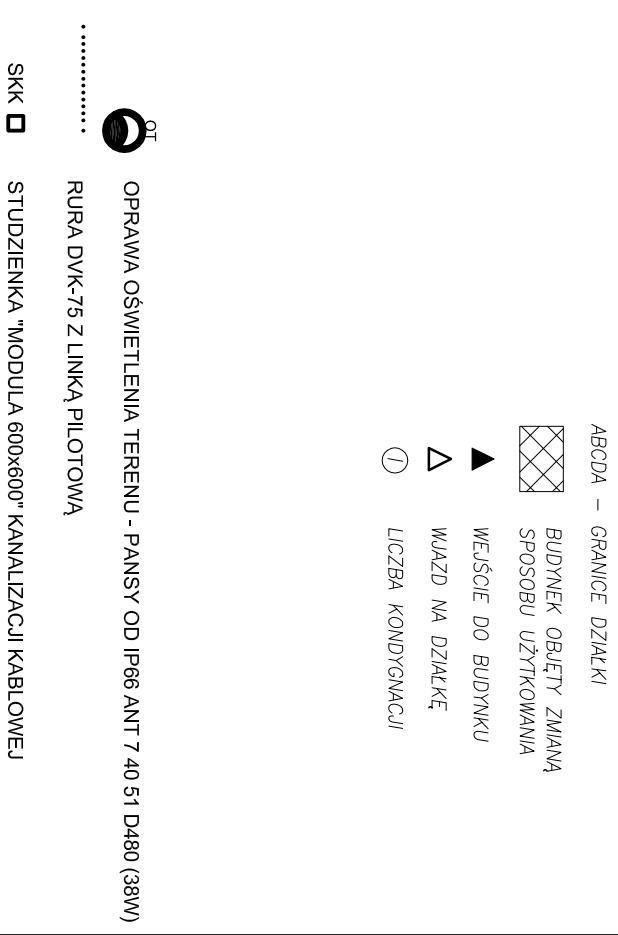 ABCDA – GRANICE DZIAŁKI
BUDYNEK OBJĘTY ZMIANĄ
SPOSOBU UŻYTKOWANIA
WEJŚCIE DO BUDYNKU
WJAZD NA DZIAŁKĘ
I LICZBA KONDYGNACJI
OT
OPRAWA OŚWIETLENIA TERENU - PANSY OD IP66 ANT 7 40 51 D480 (38W)
RURA DVK-75 Z LINKĄ PILOTOWĄ
SKK STUDZIENKA "MODULA 600x600" KANALIZACJI KABLOWEJ